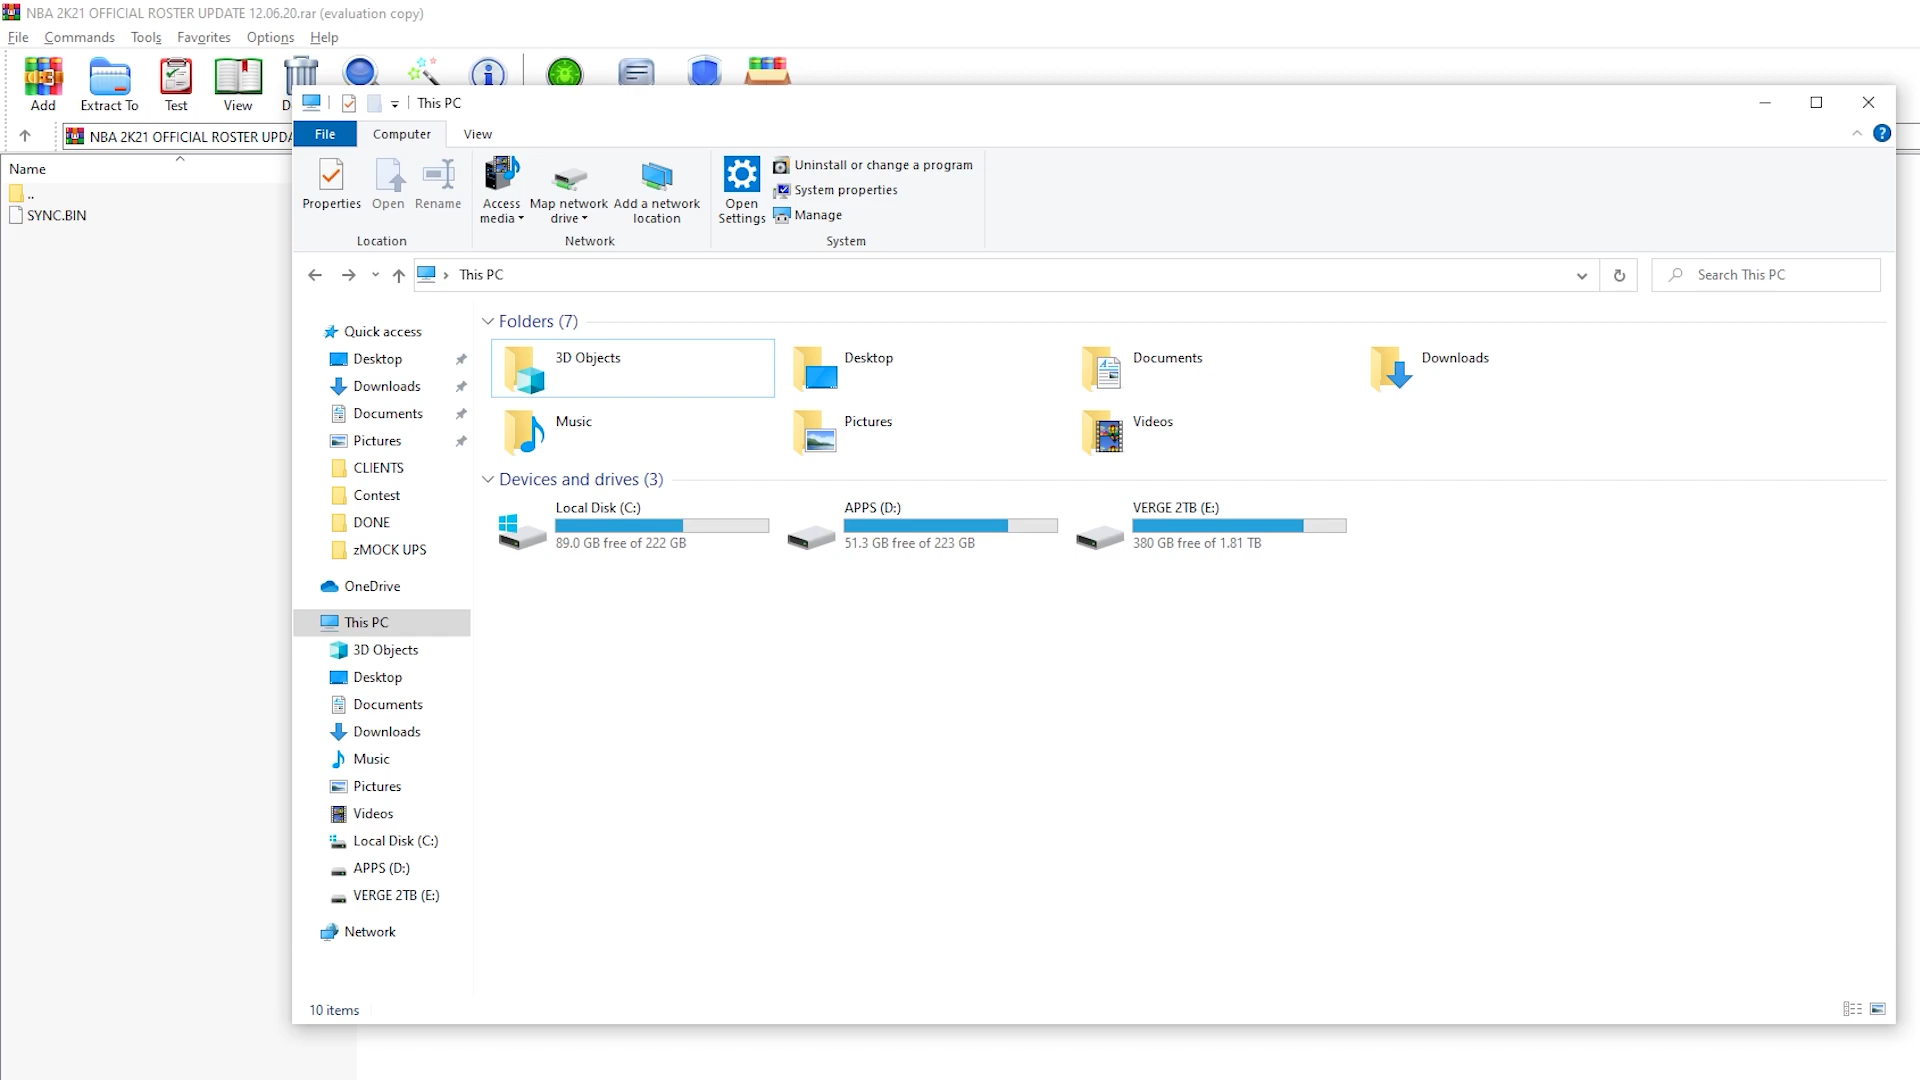 NBA 2K21 OFFICIAL ROSTER UPDATE 12.06.20.rar (evaluation copy)
File Commands Tools Favorites Options Help
Add Extract To Test View
NBA 2K21 OFFICIAL ROSTER UPDA
Name
..
SYNC.BIN
This PC
File Computer View
Properties Open Rename
Location
Access media
Map network drive
Add a network location
Network
Open Settings
Uninstall or change a program
System properties
Manage
System
This PC
Search This PC
Quick access
Desktop
Downloads
Documents
Pictures
CLIENTS
Contest
DONE
zMOCK UPS
OneDrive
This PC
3D Objects
Desktop
Documents
Downloads
Music
Pictures
Videos
Local Disk (C:)
APPS (D:)
VERGE 2TB (E:)
Network
Folders (7)
3D Objects
Desktop
Documents
Downloads
Music
Pictures
Videos
Devices and drives (3)
Local Disk (C:)
89.0 GB free of 222 GB
APPS (D:)
51.3 GB free of 223 GB
VERGE 2TB (E:)
380 GB free of 1.81 TB
10 items